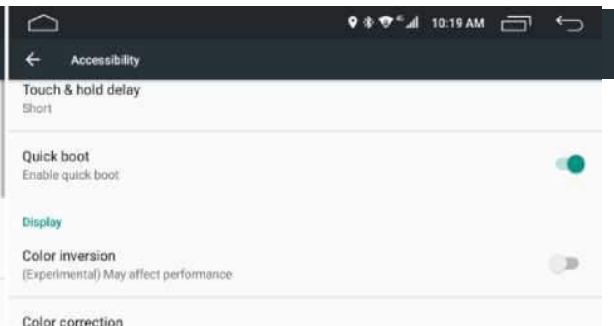 10:19 AM
Accessibility
Touch & hold delay
Short
Quick boot
Enable quick boot
Display
Color inversion
(Experimental) May affect performance
Color correction